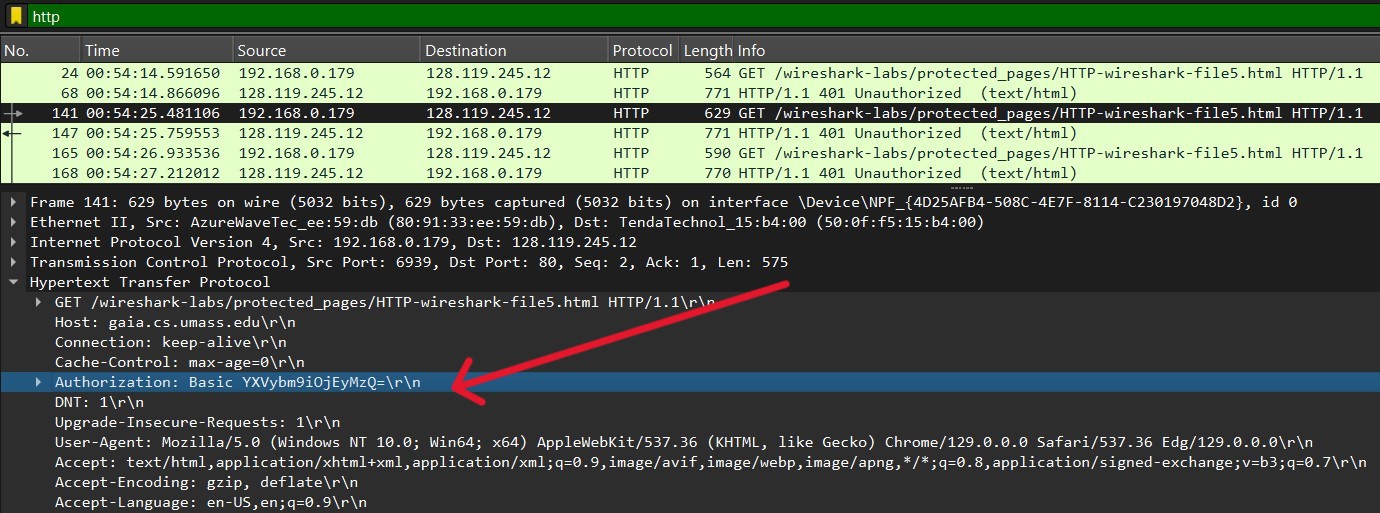 http
No. Time Source Destination Protocol Length Info
24 00:54:14.591650 192.168.0.179 128.119.245.12 HTTP 564 GET /wireshark-labs/protected_pages/HTTP-wireshark-file5.html HTTP/1.1
68 00:54:14.866096 128.119.245.12 192.168.0.179 HTTP 771 HTTP/1.1 401 Unauthorized (text/html)
141 00:54:25.481106 192.168.0.179 128.119.245.12 HTTP 629 GET /wireshark-labs/protected_pages/HTTP-wireshark-file5.html HTTP/1.1
147 00:54:25.759553 128.119.245.12 192.168.0.179 HTTP 771 HTTP/1.1 401 Unauthorized (text/html)
165 00:54:26.933536 192.168.0.179 128.119.245.12 HTTP 590 GET /wireshark-labs/protected_pages/HTTP-wireshark-file5.html HTTP/1.1
168 00:54:27.212012 128.119.245.12 192.168.0.179 HTTP 770 HTTP/1.1 401 Unauthorized (text/html)
Frame 141: 629 bytes on wire (5032 bits), 629 bytes captured (5032 bits) on interface \Device\NPF_{4D25AFB4-508C-4E7F-8114-C230197048D2}, id 0
Ethernet II, Src: AzureWaveTec_ee:59:db (80:91:33:ee:59:db), Dst: TendaTechnol_15:b4:00 (50:0f:f5:15:b4:00)
Internet Protocol Version 4, Src: 192.168.0.179, Dst: 128.119.245.12
Transmission Control Protocol, Src Port: 6939, Dst Port: 80, Seq: 2, Ack: 1, Len: 575
Hypertext Transfer Protocol
GET /wireshark-labs/protected_pages/HTTP-wireshark-file5.html HTTP/1.1\r\n
Host: gaia.cs.umass.edu\r\n
Connection: keep-alive\r\n
Cache-Control: max-age=0\r\n
Authorization: Basic YXVybm9iOjEyMzQ=\r\n
DNT: 1\r\n
Upgrade-Insecure-Requests: 1\r\n
User-Agent: Mozilla/5.0 (Windows NT 10.0; Win64; x64) AppleWebKit/537.36 (KHTML, like Gecko) Chrome/129.0.0.0 Safari/537.36 Edg/129.0.0.0\r\n
Accept: text/html,application/xhtml+xml,application/xml;q=0.9,image/avif,image/webp,image/apng,*/*;q=0.8,application/signed-exchange;v=b3;q=0.7\r\n
Accept-Encoding: gzip, deflate\r\n
Accept-Language: en-US,en;q=0.9\r\n